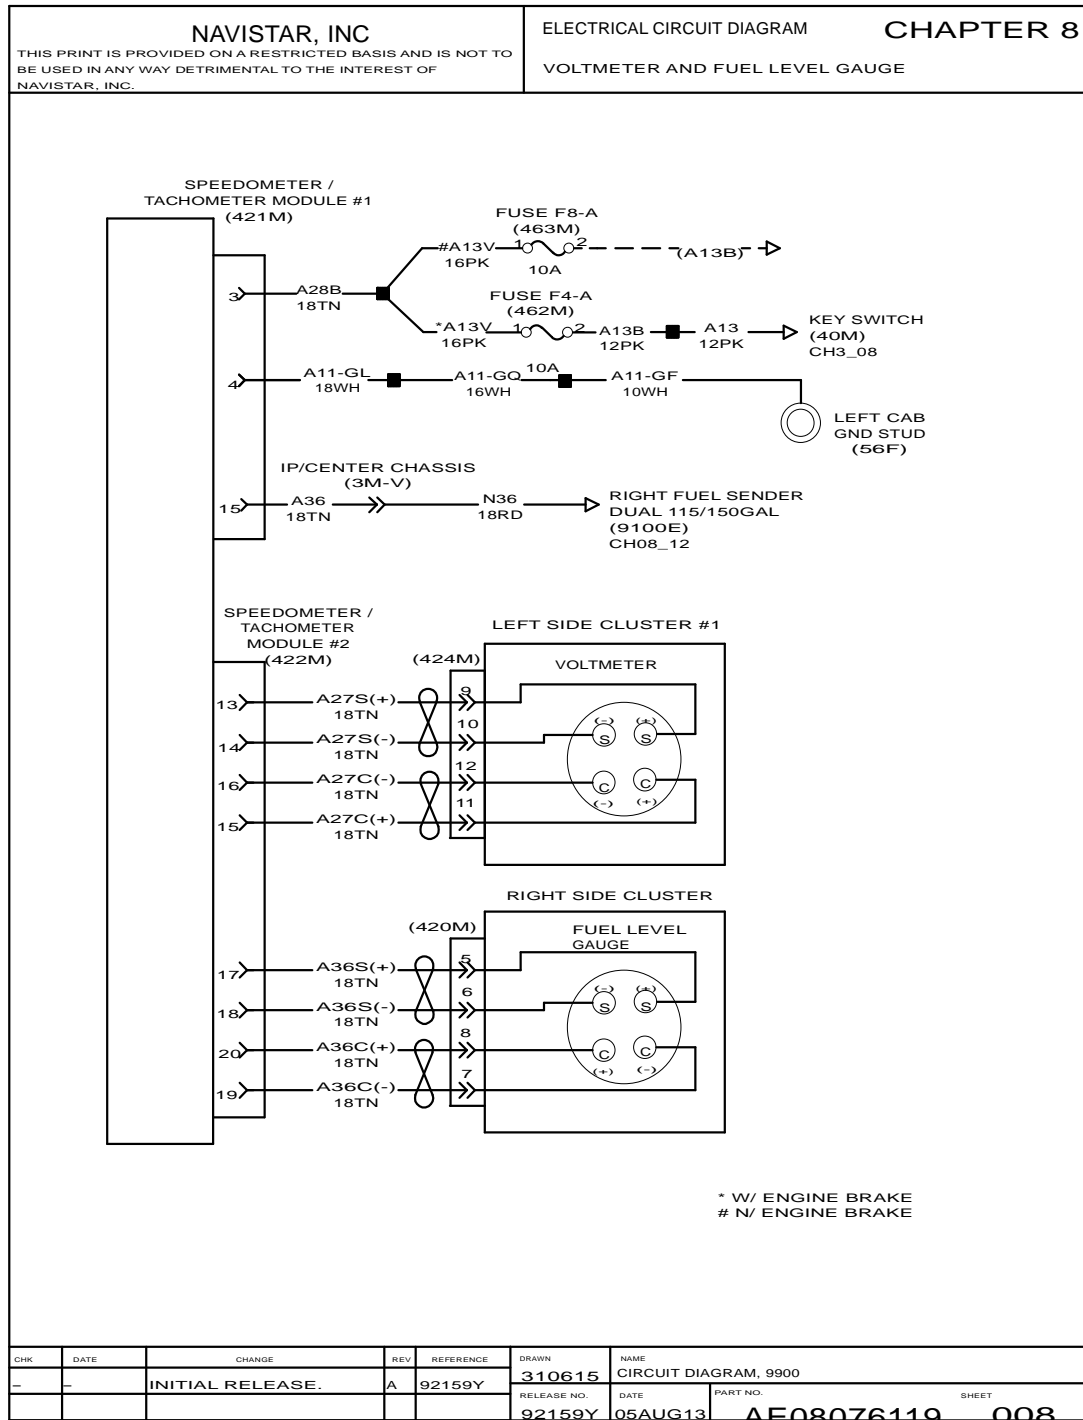 NAVISTAR, INC
THIS PRINT IS PROVIDED ON A RESTRICTED BASIS AND IS NOT TO
BE USED IN ANY WAY DETRIMENTAL TO THE INTEREST OF
NAVISTAR, INC.
ELECTRICAL CIRCUIT DIAGRAM
CHAPTER 8
VOLTMETER AND FUEL LEVEL GAUGE
SPEEDOMETER /
TACHOMETER MODULE #1
(421M)
FUSE F8-A
(463M)
#A13V
16PK
1
2
10A
(A13B)
3
A28B
18TN
FUSE F4-A
(462M)
*A13V
16PK
1
2
10A
A13B
12PK
A13
12PK
KEY SWITCH
(40M)
CH3_08
4
A11-GL
18WH
A11-GQ
16WH
A11-GF
10WH
LEFT CAB
GND STUD
(56F)
IP/CENTER CHASSIS
(3M-V)
15
A36
18TN
N36
18RD
RIGHT FUEL SENDER
DUAL 115/150GAL
(9100E)
CH08_12
SPEEDOMETER /
TACHOMETER
MODULE #2
(422M)
(424M)
LEFT SIDE CLUSTER #1
VOLTMETER
13
A27S(+)
18TN
9
14
A27S(-)
18TN
10
16
A27C(-)
18TN
12
15
A27C(+)
18TN
11
(-)
(+)
S
S
C
C
(-)
(+)
RIGHT SIDE CLUSTER
(420M)
FUEL LEVEL
GAUGE
17
A36S(+)
18TN
5
18
A36S(-)
18TN
6
20
A36C(+)
18TN
8
19
A36C(-)
18TN
7
(-)
(+)
S
S
C
C
(+)
(-)
* W/ ENGINE BRAKE
# N/ ENGINE BRAKE
CHK
DATE
CHANGE
REV
REFERENCE
–
–
INITIAL RELEASE.
A
92159Y
DRAWN
310615
NAME
CIRCUIT DIAGRAM, 9900
RELEASE NO.
92159Y
DATE
05AUG13
PART NO.
AE08076119
SHEET
008